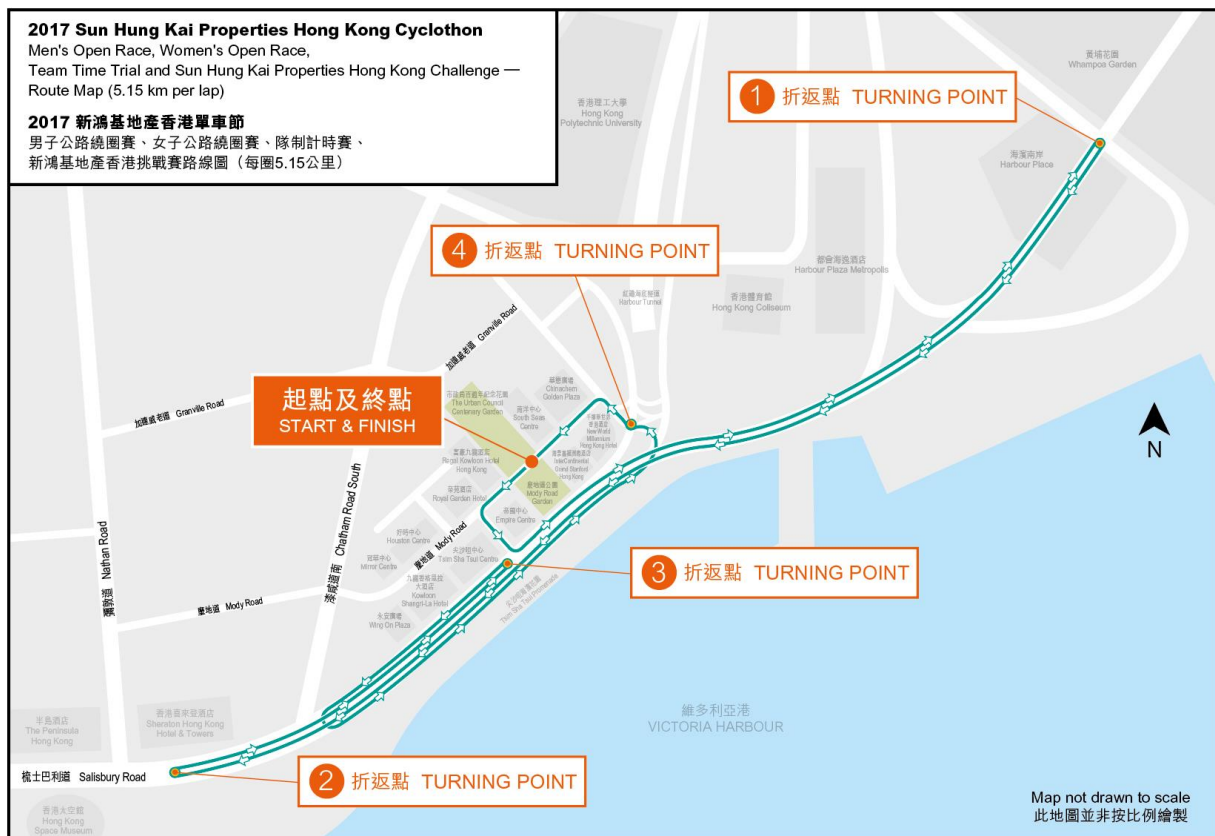 2017 Sun Hung Kai Properties Hong Kong Cyclothon
Men's Open Race, Women's Open Race,
Team Time Trial and Sun Hung Kai Properties Hong Kong Challenge —
Route Map (5.15 km per lap)
2017 新鴻基地產香港單車節
男子公路繞圈賽、女子公路繞圈賽、隊制計時賽、
新鴻基地產香港挑戰賽路線圖（每圈5.15公里）
黃埔花園
Whampoa Garden
1 折返點 TURNING POINT
香港理工大學
Hong Kong
Polytechnic University
海濱南岸
Harbour Place
4 折返點 TURNING POINT
都會海逸酒店
Harbour Plaza Metropolis
紅磡海底隧道
Harbour Tunnel
香港體育館
Hong Kong Coliseum
加連威老道 Granville Road
起點及終點
START & FINISH
市政局百週年紀念花園
The Urban Council
Centenary Garden
華懋廣場
Chinachem
Golden Plaza
南洋中心
South Seas
Centre
加連威老道 Granville Road
New World
Millennium
Hong Kong Hotel
InterContinental
Grand Stanford
Hong Kong
富豪九龍酒店
Regal Kowloon Hotel
Hong Kong
帝苑酒店
Royal Garden Hotel
麼地道公園
Mody Road
Garden
帝國中心
Empire Centre
N
漆咸道南 Chatham Road South
彌敦道 Nathan Road
好時中心
Houston Centre
麼地道 Mody Road
尖沙咀中心
Tsim Sha Tsui Centre
冠華中心
Mirror Centre
九龍香格里拉
大酒店
Kowloon
Shangri-La Hotel
3 折返點 TURNING POINT
麼地道 Mody Road
永安廣場
Wing On Plaza
尖沙咀海濱花園
Tsim Sha Tsui Promenade
半島酒店
The Peninsula
Hong Kong
香港喜來登酒店
Sheraton Hong Kong
Hotel & Towers
維多利亞港
VICTORIA HARBOUR
梳士巴利道 Salisbury Road
2 折返點 TURNING POINT
香港太空館
Hong Kong
Space Museum
Map not drawn to scale
此地圖並非按比例繪製